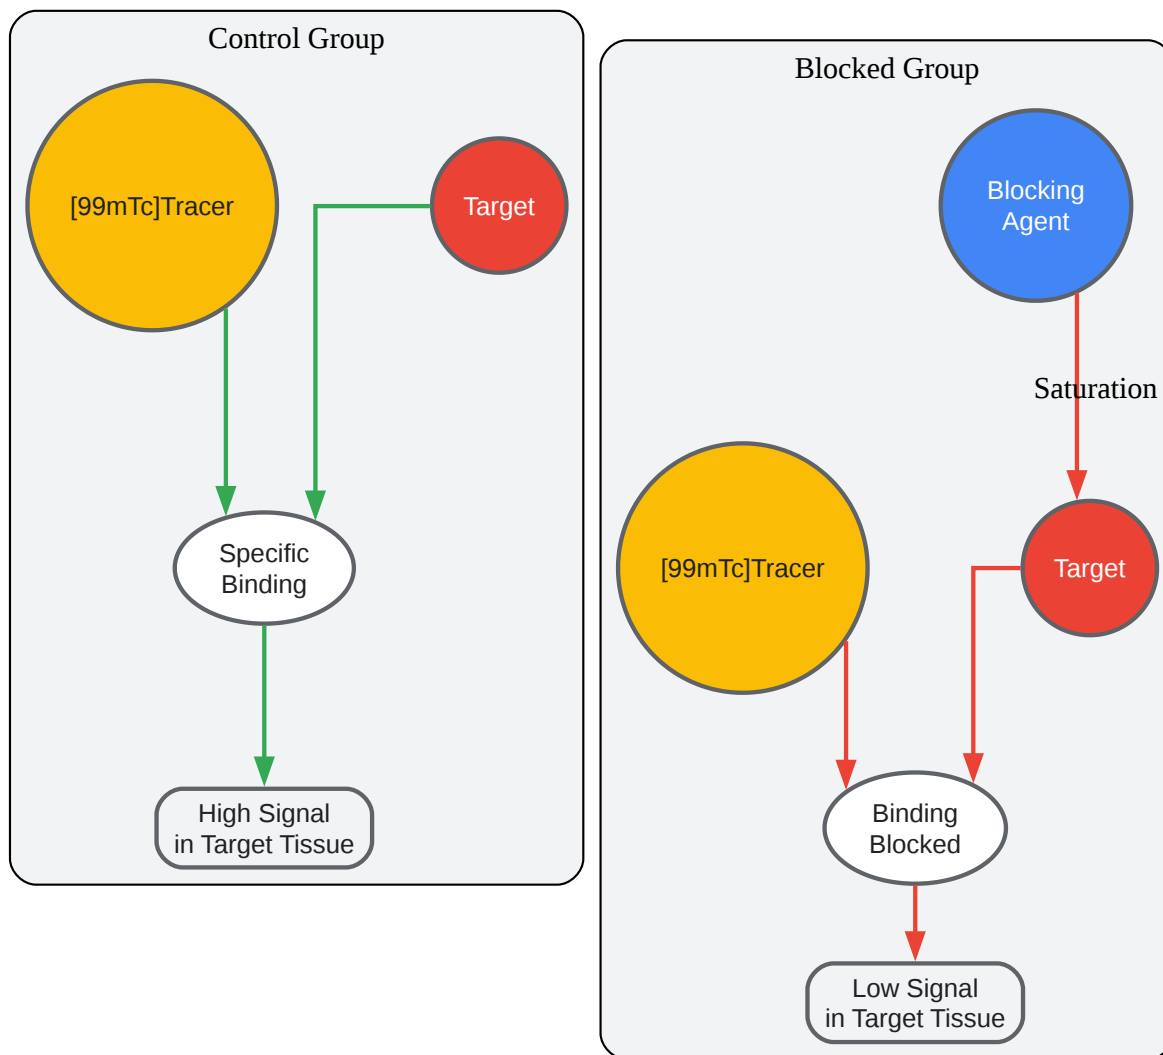 Control Group
[99mTc]Tracer
Target
Specific
Binding
High Signal
in Target Tissue
Blocked Group
Blocking
Agent
Saturation
[99mTc]Tracer
Target
Binding
Blocked
Low Signal
in Target Tissue